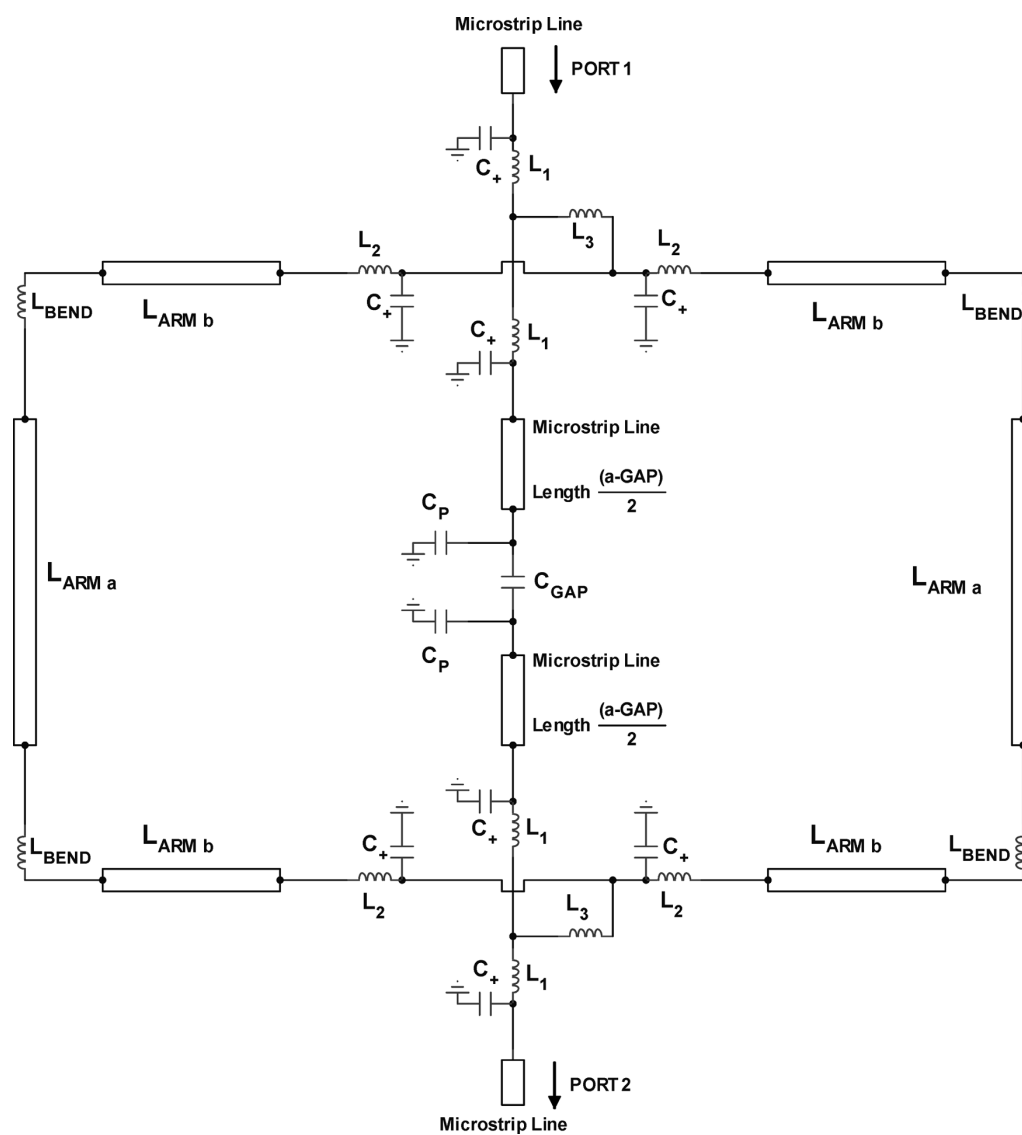 Microstrip Line
PORT 1
C+
L1
L3
L2
L2
LBEND
LARM b
C+
C+
L1
C+
LARM b
LBEND
Microstrip Line
Length (a-GAP)/2
CP
LARM a
CGAP
LARM a
CP
Microstrip Line
Length (a-GAP)/2
LBEND
LARM b
C+
C+
L1
C+
LARM b
LBEND
L2
L3
L2
C+
L1
PORT 2
Microstrip Line